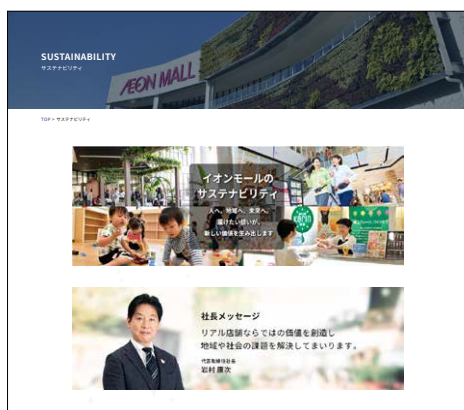 SUSTAINABILITY
サステナビリティ
ÆON MALL
TOP > サステナビリティ
イオンモールの
サステナビリティ
人へ、地域へ、未来へ。
届けたい想いが、
新しい価値を生み出します
社長メッセージ
リアル店舗ならではの価値を創造し
地域や社会の課題を解決してまいります。
代表取締役社長
岩村 康次